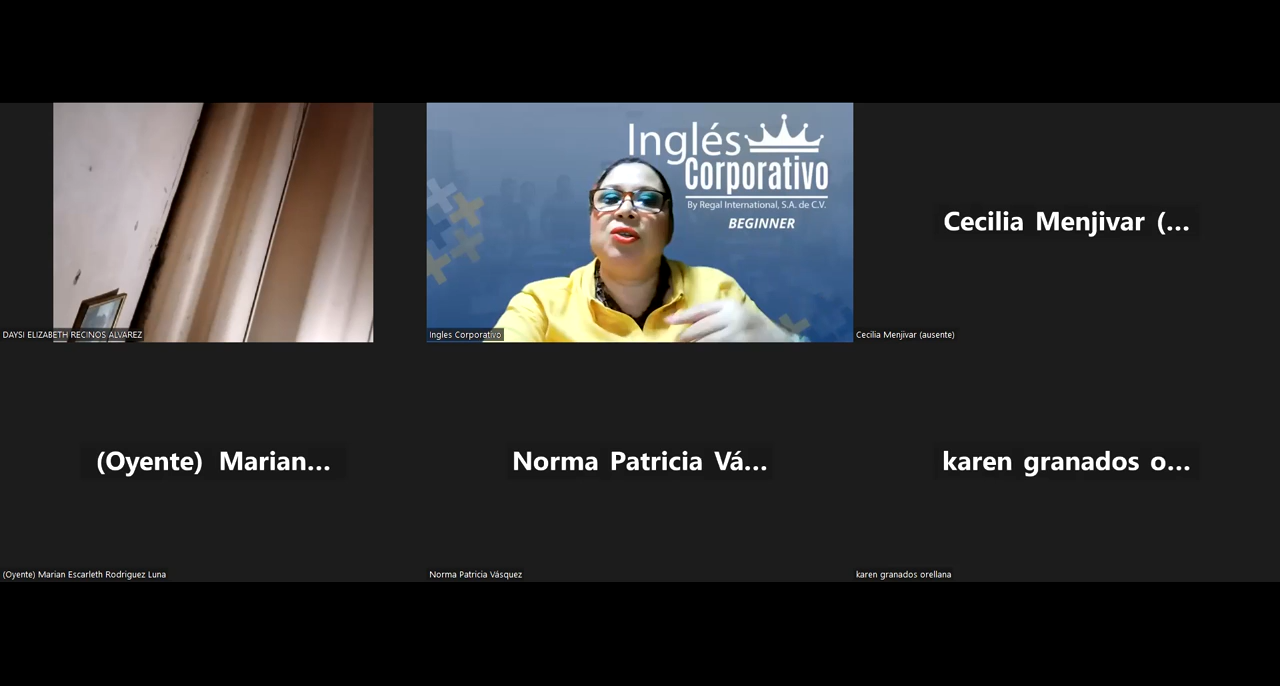 Inglés
Corporativo
By Regal International, S.A. de C.V.
BEGINNER
Cecilia Menjivar (...
DAYSI ELIZABETH RECINOS ALVAREZ
Ingles Corporativo
Cecilia Menjivar (ausente)
(Oyente) Marian...
Norma Patricia Vá...
karen granados o...
(Oyente) Marian Escarleth Rodriguez Luna
Norma Patricia Vásquez
karen granados orellana